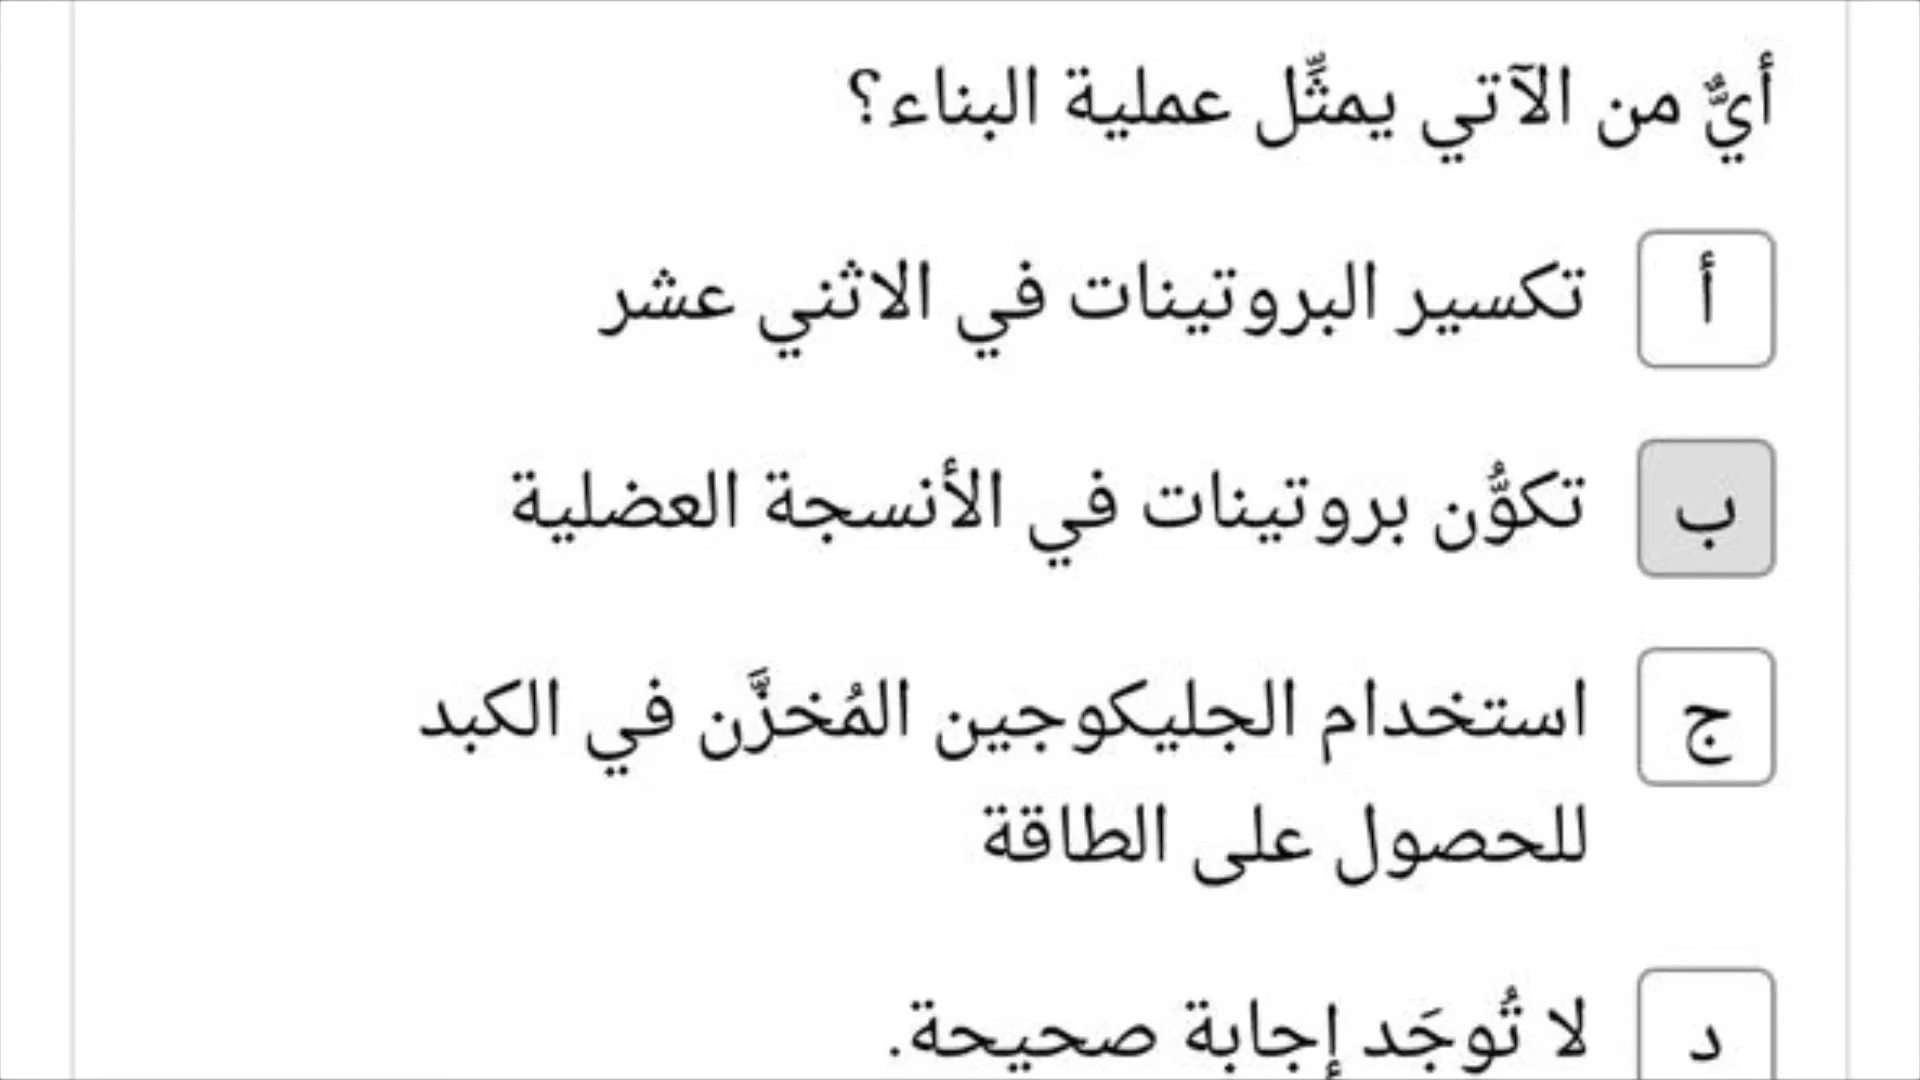 أيٌّ من الآتي يمثِّل عملية البناء؟
أ تكسير البروتينات في الاثني عشر
ب تكوُّن بروتينات في الأنسجة العضلية
ج استخدام الجليكوجين المُخزَّن في الكبد
للحصول على الطاقة
د لا تُوجَد إجابة صحيحة.